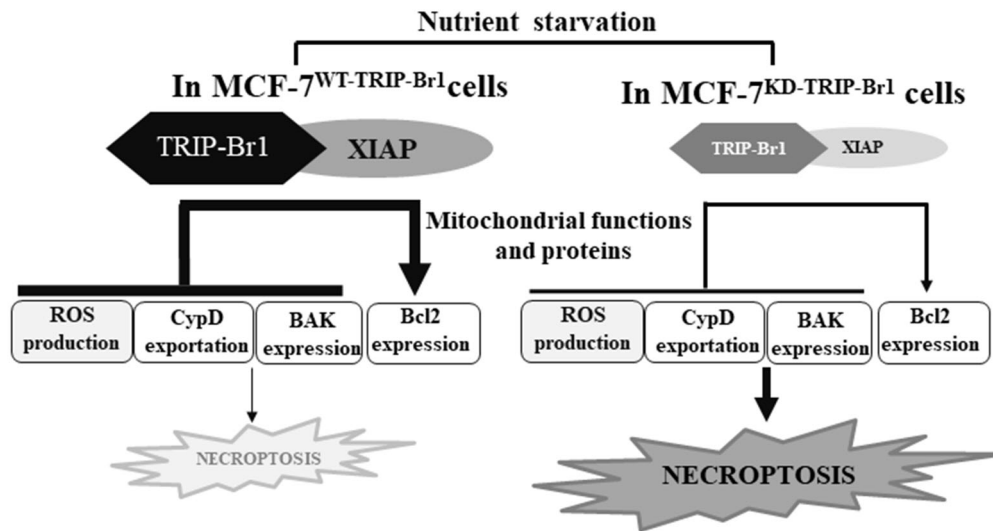 Nutrient starvation
In MCF-7WT-TRIP-Br1cells
TRIP-Br1
XIAP
In MCF-7KD-TRIP-Br1 cells
TRIP-Br1
XIAP
Mitochondrial functions
and proteins
ROS
production
CypD
exportation
BAK
expression
Bcl2
expression
NECROPTOSIS
ROS
production
CypD
exportation
BAK
expression
Bcl2
expression
NECROPTOSIS